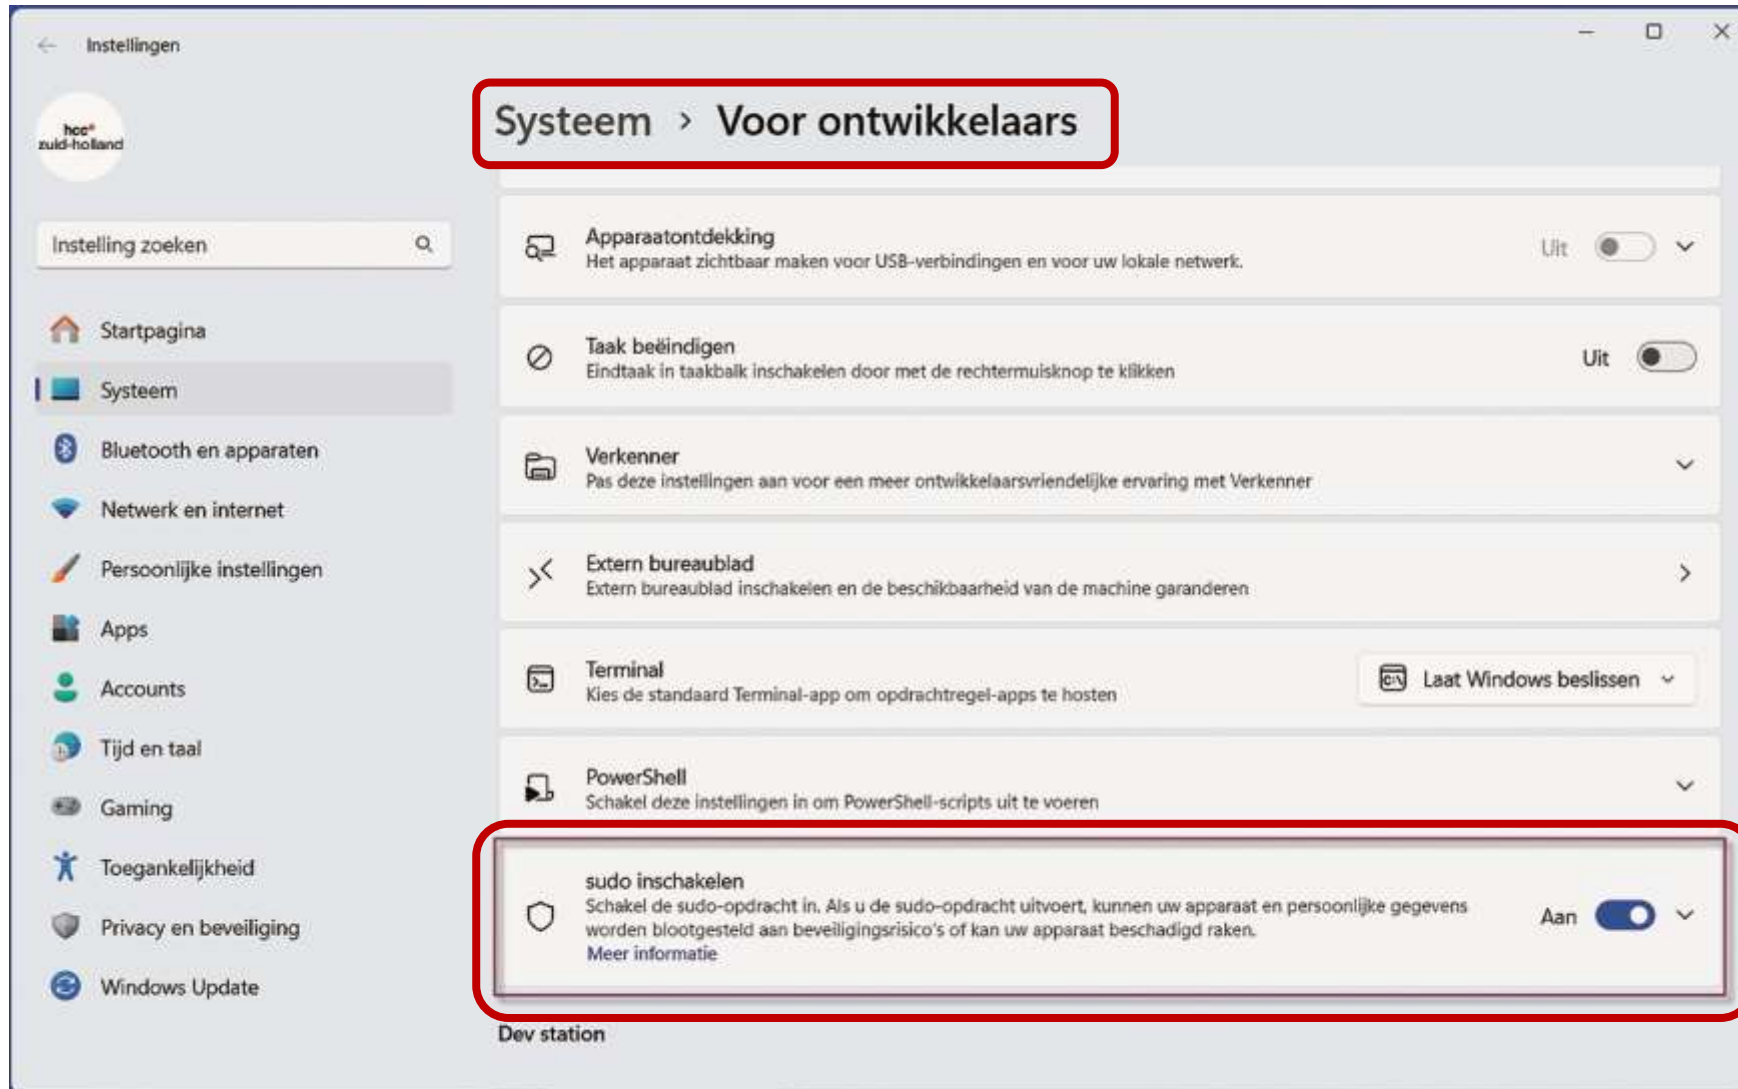 Instellingen
hcc*
zuid-holland
Instelling zoeken
Startpagina
Systeem
Bluetooth en apparaten
Netwerk en internet
Persoonlijke instellingen
Apps
Accounts
Tijd en taal
Gaming
Toegankelijkheid
Privacy en beveiliging
Windows Update
Systeem > Voor ontwikkelaars
Apparaatontdekking
Het apparaat zichtbaar maken voor USB-verbindingen en voor uw lokale netwerk.
Uit
Taak beëindigen
Eindtaak in taakbalk inschakelen door met de rechtermuisknop te klikken
Uit
Verkenner
Pas deze instellingen aan voor een meer ontwikkelaarsvriendelijke ervaring met Verkenner
Extern bureaublad
Extern bureaublad inschakelen en de beschikbaarheid van de machine garanderen
Terminal
Kies de standaard Terminal-app om opdrachtregel-apps te hosten
Laat Windows beslissen
PowerShell
Schakel deze instellingen in om PowerShell-scripts uit te voeren
sudo inschakelen
Schakel de sudo-opdracht in. Als u de sudo-opdracht uitvoert, kunnen uw apparaat en persoonlijke gegevens
worden blootgesteld aan beveiligingsrisico's of kan uw apparaat beschadigd raken.
Meer informatie
Aan
Dev station